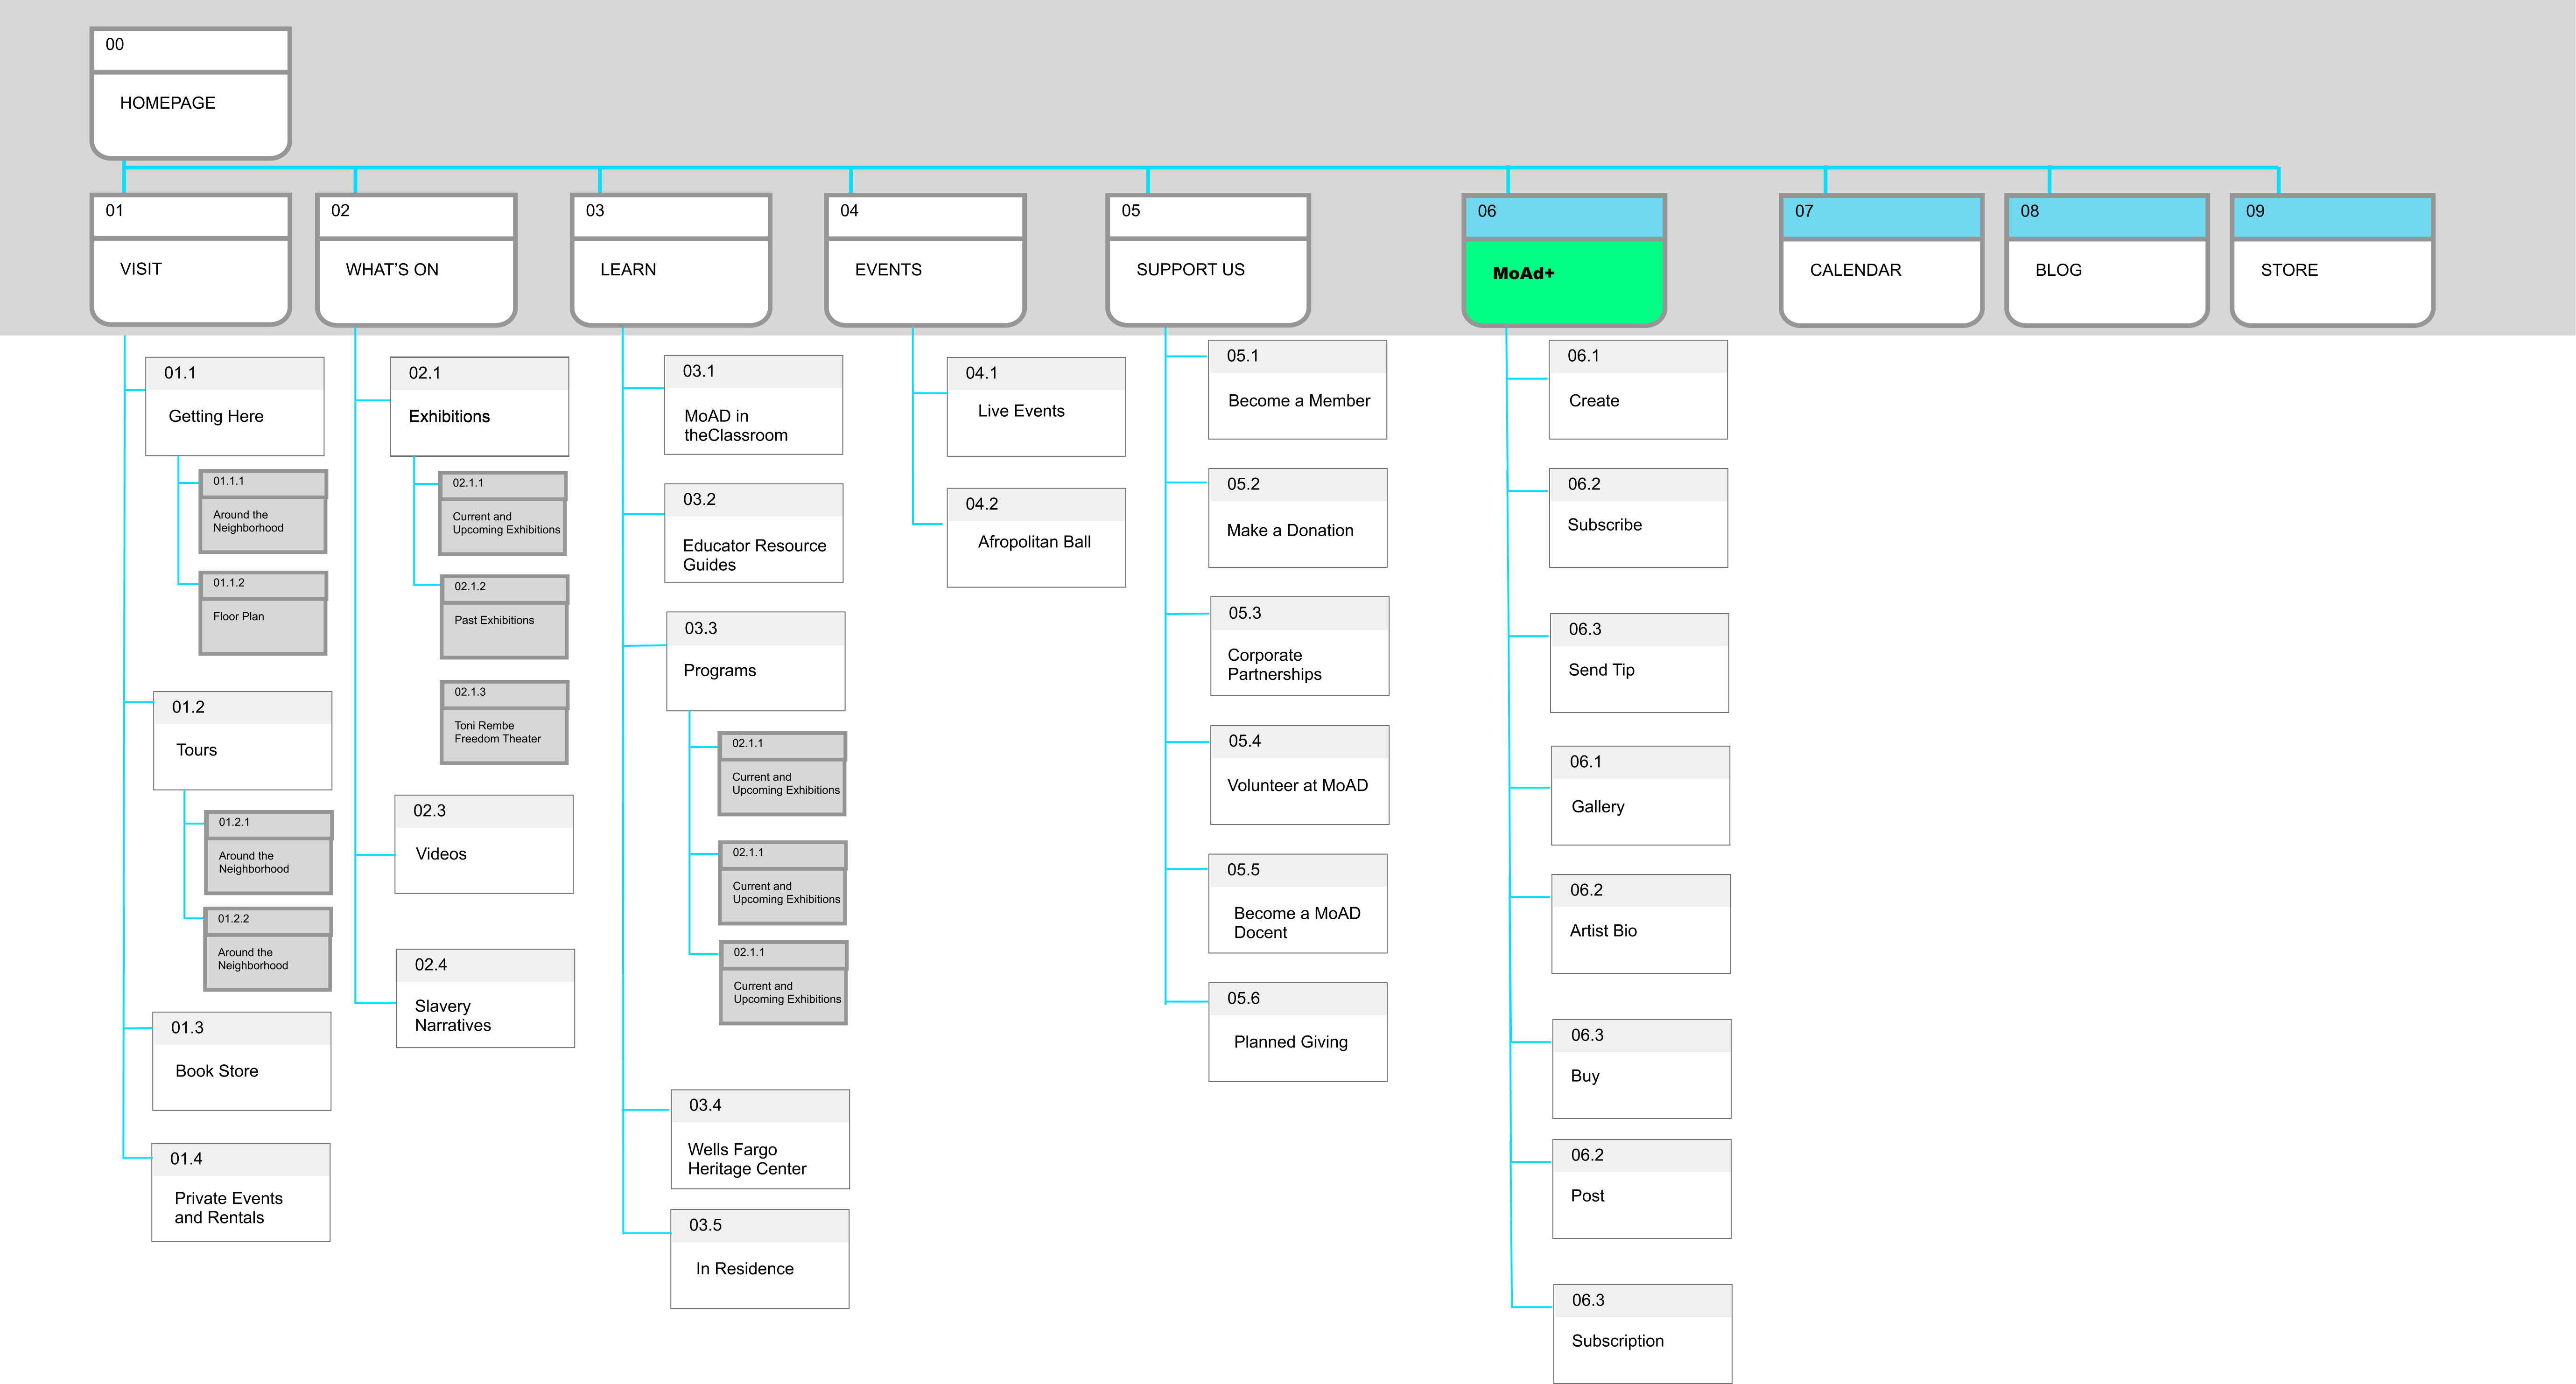 00
HOMEPAGE
01
VISIT
02
WHAT'S ON
03
LEARN
04
EVENTS
05
SUPPORT US
06
MoAd+
07
CALENDAR
08
BLOG
09
STORE
01.1
Getting Here
01.1.1
Around the
Neighborhood
01.1.2
Floor Plan
01.2
Tours
01.2.1
Around the
Neighborhood
01.2.2
Around the
Neighborhood
01.3
Book Store
01.4
Private Events
and Rentals
02.1
Exhibitions
02.1.1
Current and
Upcoming Exhibitions
02.1.2
Past Exhibitions
02.1.3
Toni Rembe
Freedom Theater
02.3
Videos
02.4
Slavery
Narratives
03.1
MoAD in
theClassroom
03.2
Educator Resource
Guides
03.3
Programs
02.1.1
Current and
Upcoming Exhibitions
02.1.1
Current and
Upcoming Exhibitions
02.1.1
Current and
Upcoming Exhibitions
03.4
Wells Fargo
Heritage Center
03.5
In Residence
04.1
Live Events
04.2
Afropolitan Ball
05.1
Become a Member
05.2
Make a Donation
05.3
Corporate
Partnerships
05.4
Volunteer at MoAD
05.5
Become a MoAD
Docent
05.6
Planned Giving
06.1
Create
06.2
Subscribe
06.3
Send Tip
06.1
Gallery
06.2
Artist Bio
06.3
Buy
06.2
Post
06.3
Subscription